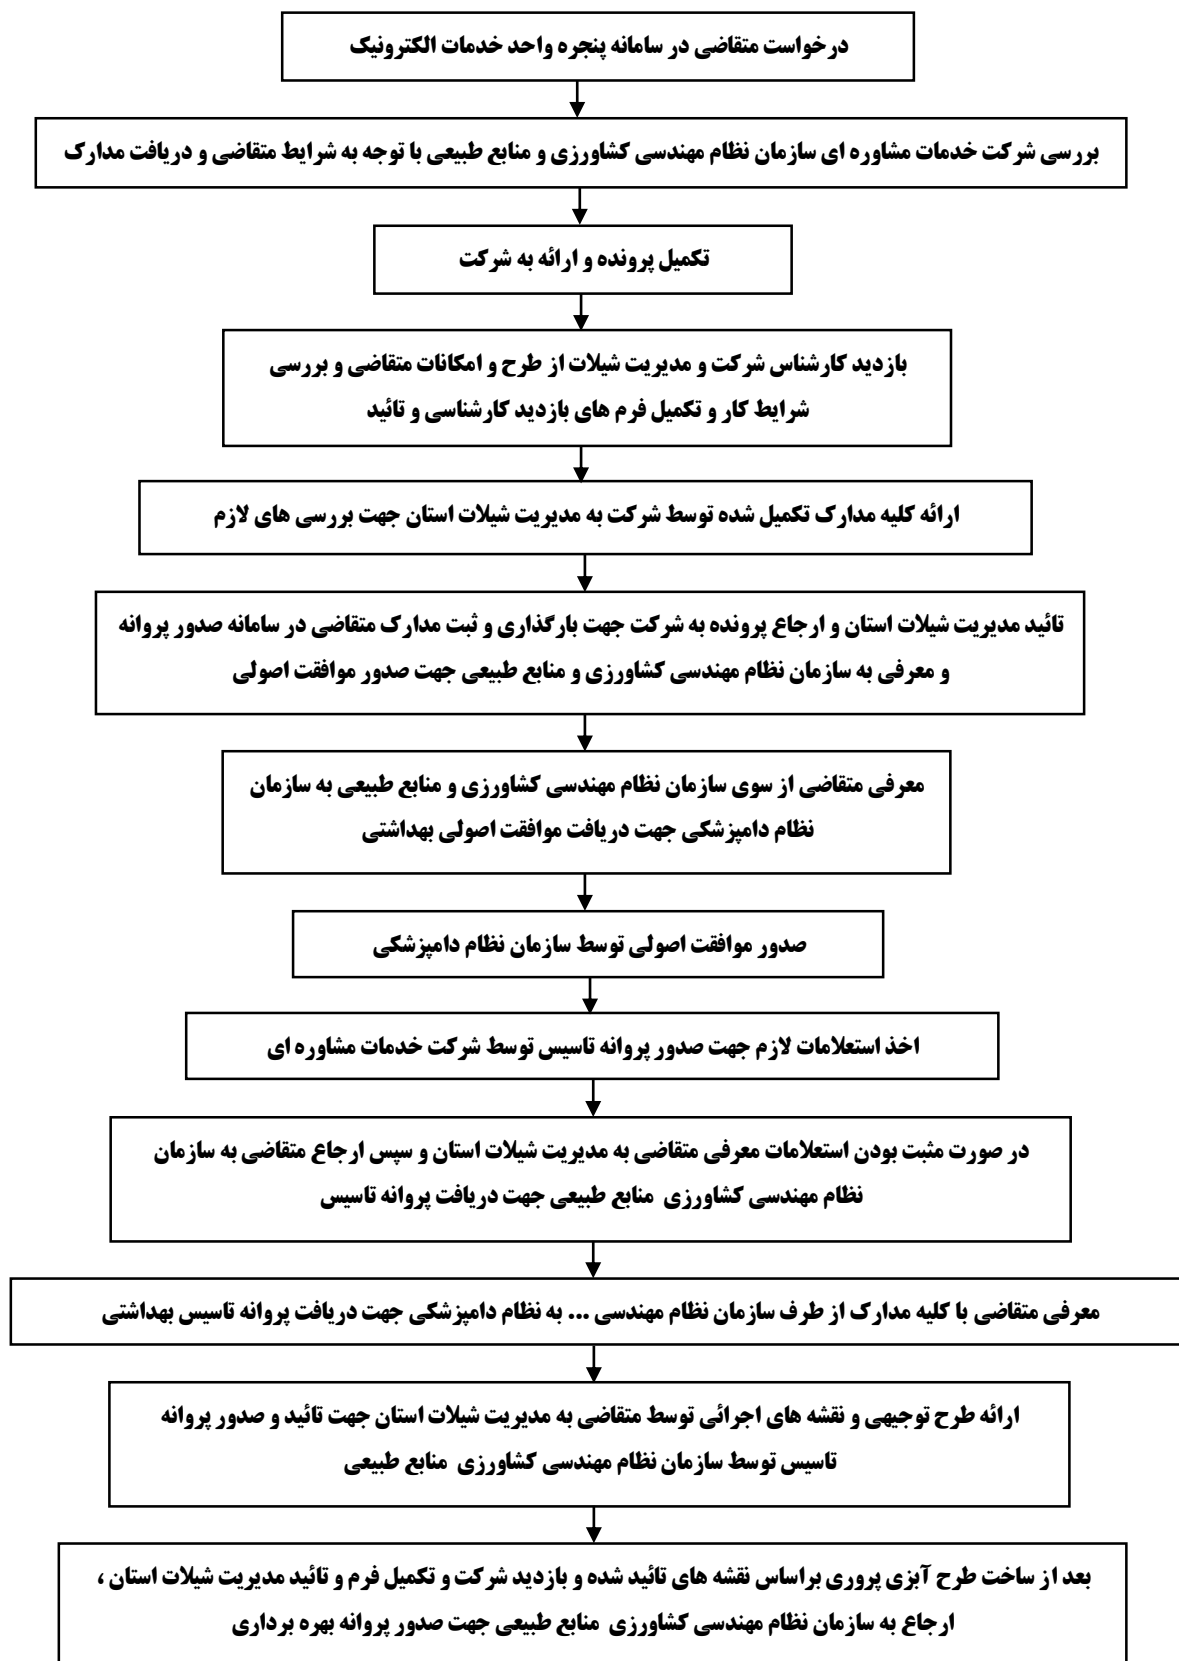 درخواست متقاضی در سامانه پنجره واحد خدمات الکترونیک
بررسی شرکت خدمات مشاوره ای سازمان نظام مهندسی کشاورزی و منابع طبیعی با توجه به شرایط متقاضی و دریافت مدارک
تکمیل پرونده و ارائه به شرکت
بازدید کارشناس شرکت و مدیریت شیلات از طرح و امکانات متقاضی و بررسی
شرایط کار و تکمیل فرم های بازدید کارشناسی و تائید
ارائه کلیه مدارک تکمیل شده توسط شرکت به مدیریت شیلات استان جهت بررسی های لازم
تائید مدیریت شیلات استان و ارجاع پرونده به شرکت جهت بارگذاری و ثبت مدارک متقاضی در سامانه صدور پروانه
و معرفی به سازمان نظام مهندسی کشاورزی و منابع طبیعی جهت صدور موافقت اصولی
معرفی متقاضی از سوی سازمان نظام مهندسی کشاورزی و منابع طبیعی به سازمان
نظام دامپزشکی جهت دریافت موافقت اصولی بهداشتی
صدور موافقت اصولی توسط سازمان نظام دامپزشکی
اخذ استعلامات لازم جهت صدور پروانه تاسیس توسط شرکت خدمات مشاوره ای
در صورت مثبت بودن استعلامات معرفی متقاضی به مدیریت شیلات استان و سپس ارجاع متقاضی به سازمان
نظام مهندسی کشاورزی منابع طبیعی جهت دریافت پروانه تاسیس
معرفی متقاضی با کلیه مدارک از طرف سازمان نظام مهندسی ... به نظام دامپزشکی جهت دریافت پروانه تاسیس بهداشتی
ارائه طرح توجیهی و نقشه های اجرائی توسط متقاضی به مدیریت شیلات استان جهت تائید و صدور پروانه
تاسیس توسط سازمان نظام مهندسی کشاورزی منابع طبیعی
بعد از ساخت طرح آبزی پروری براساس نقشه های تائید شده و بازدید شرکت و تکمیل فرم و تائید مدیریت شیلات استان ،
ارجاع به سازمان نظام مهندسی کشاورزی منابع طبیعی جهت صدور پروانه بهره برداری